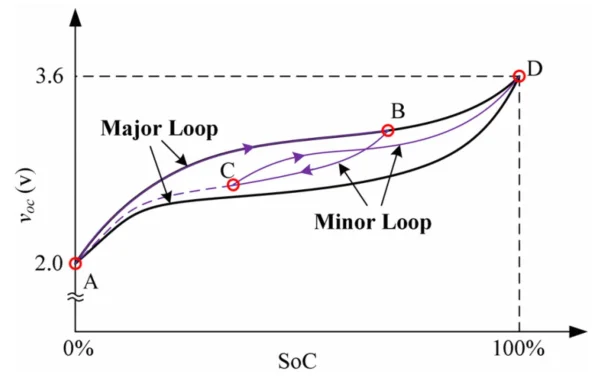 3.6
D
B
Major Loop
C
Minor Loop
v_oc (v)
2.0
A
0%
SoC
100%